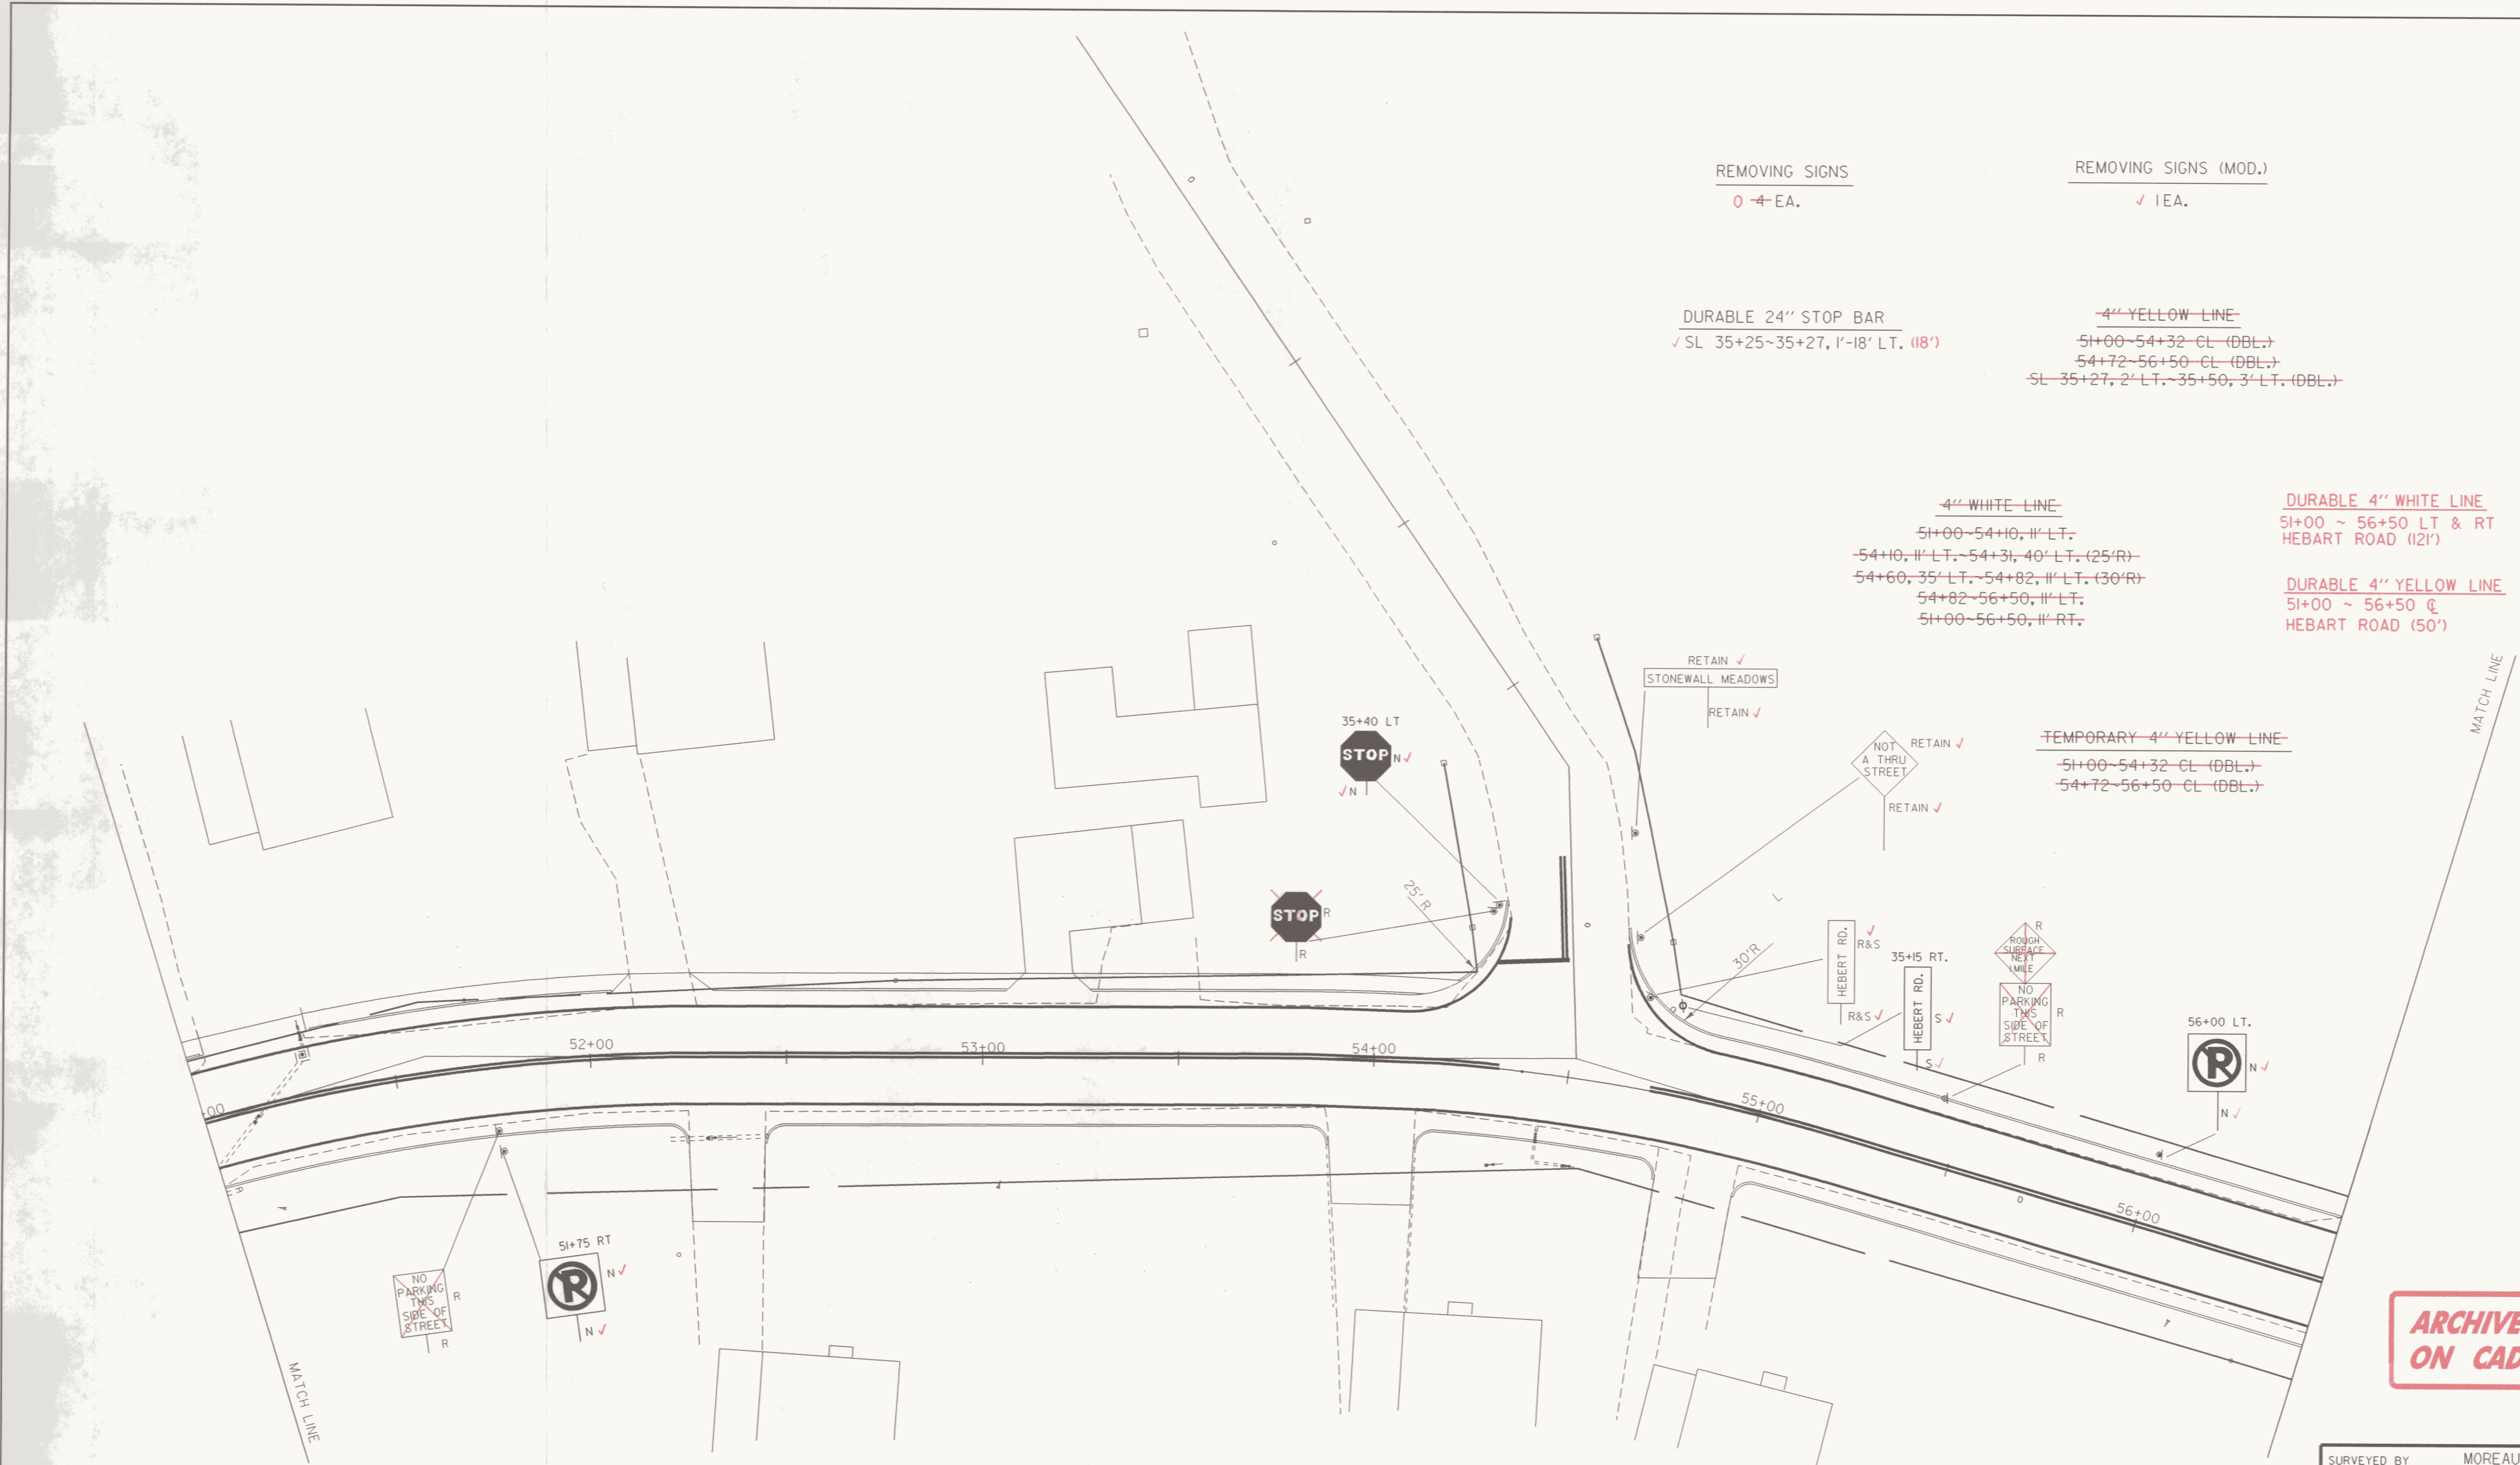 REMOVING SIGNS
0 4 EA.
REMOVING SIGNS (MOD.)
✓ 1 EA.
DURABLE 24'' STOP BAR
✓ SL 35+25~35+27, 1'-18' LT. (18')
4'' YELLOW LINE
51+00~54+32 CL (DBL.)
54+72~56+50 CL (DBL.)
SL 35+27, 2' LT.~35+50, 3' LT. (DBL.)
4'' WHITE LINE
51+00~54+10, 11' LT.
54+10, 11' LT.~54+31, 40' LT. (25'R)
54+60, 35' LT.~54+82, 11' LT. (30'R)
54+82~56+50, 11' LT.
51+00~56+50, 11' RT.
DURABLE 4'' WHITE LINE
51+00 ~ 56+50 LT & RT
HEBART ROAD (121')
DURABLE 4'' YELLOW LINE
51+00 ~ 56+50 ℄
HEBART ROAD (50')
TEMPORARY 4'' YELLOW LINE
51+00~54+32 CL (DBL.)
54+72~56+50 CL (DBL.)
MATCH LINE
RETAIN ✓
STONEWALL MEADOWS
RETAIN ✓
NOT
A THRU
STREET
RETAIN ✓
RETAIN ✓
35+40 LT
STOP
N ✓
✓ N
STOP
R
R
25' R
30'R
HEBERT RD.
✓
R&S
R&S ✓
35+15 RT.
HEBERT RD.
S ✓
S ✓
ROUGH
SURFACE
NEXT
1 MILE
R
NO
PARKING
THIS
SIDE OF
STREET
R
R
56+00 LT.
P
N ✓
N ✓
-00
52+00
53+00
54+00
55+00
56+00
51+75 RT
P
N ✓
N ✓
NO
PARKING
THIS
SIDE OF
STREET
R
R
MATCH LINE
ARCHIVE
ON CAD
SURVEYED BY MOREAU